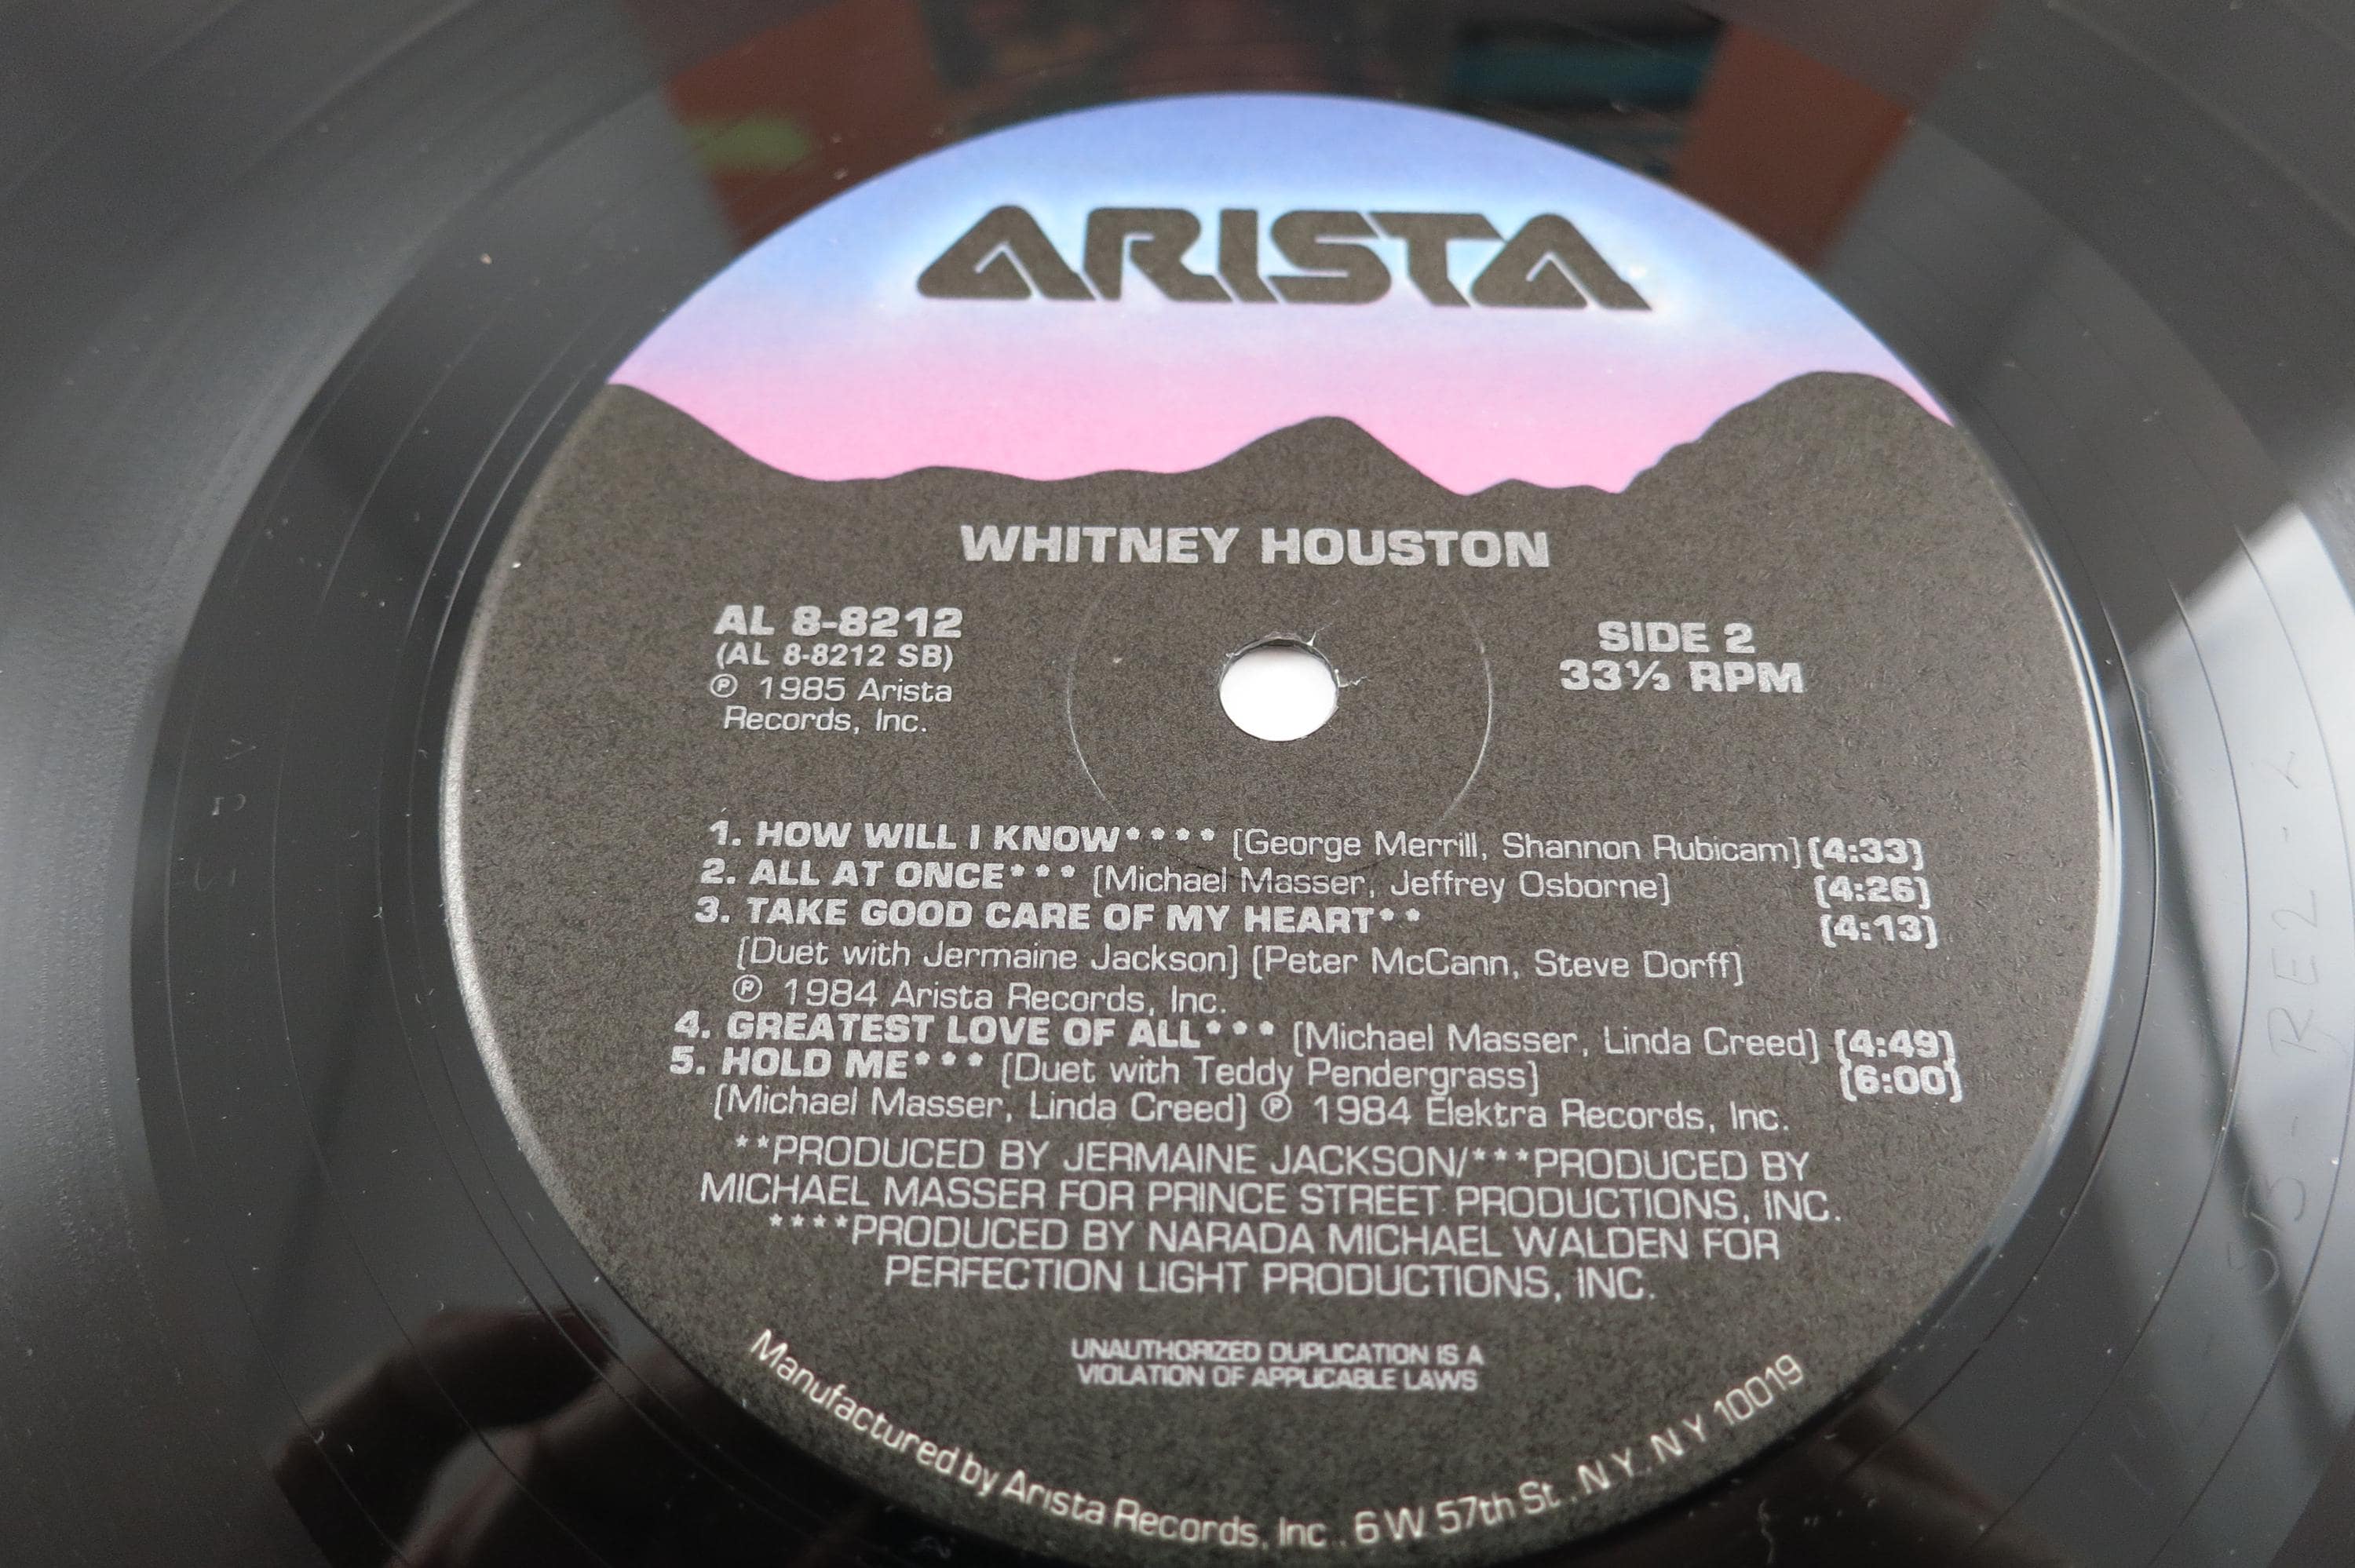 ARISTA
WHITNEY HOUSTON
AL 8-8212
(AL 8-8212 SB)
℗ 1985 Arista
Records, Inc.
SIDE 2
33⅓ RPM
1. HOW WILL I KNOW**** [George Merrill, Shannon Rubicam] [4:33]
2. ALL AT ONCE*** [Michael Masser, Jeffrey Osborne] [4:26]
3. TAKE GOOD CARE OF MY HEART** [4:13]
[Duet with Jermaine Jackson] [Peter McCann, Steve Dorff]
℗ 1984 Arista Records, Inc.
4. GREATEST LOVE OF ALL*** [Michael Masser, Linda Creed] [4:49]
5. HOLD ME*** [Duet with Teddy Pendergrass] [6:00]
[Michael Masser, Linda Creed] ℗ 1984 Elektra Records, Inc.
**PRODUCED BY JERMAINE JACKSON/***PRODUCED BY
MICHAEL MASSER FOR PRINCE STREET PRODUCTIONS, INC.
****PRODUCED BY NARADA MICHAEL WALDEN FOR
PERFECTION LIGHT PRODUCTIONS, INC.
UNAUTHORIZED DUPLICATION IS A
VIOLATION OF APPLICABLE LAWS
Manufactured by Arista Records, Inc., 6 W 57th St., N.Y. N Y 10019